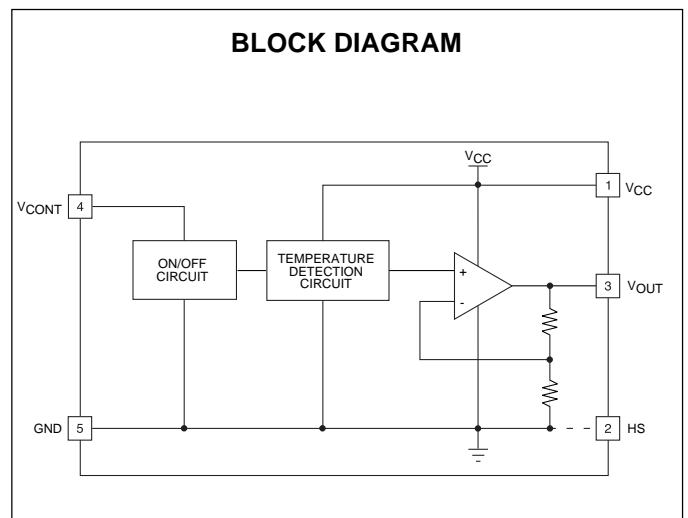 BLOCK DIAGRAM
VCC
1 VCC
VCONT 4
ON/OFF
CIRCUIT
TEMPERATURE
DETECTION
CIRCUIT
+
-
3 VOUT
GND 5
2 HS